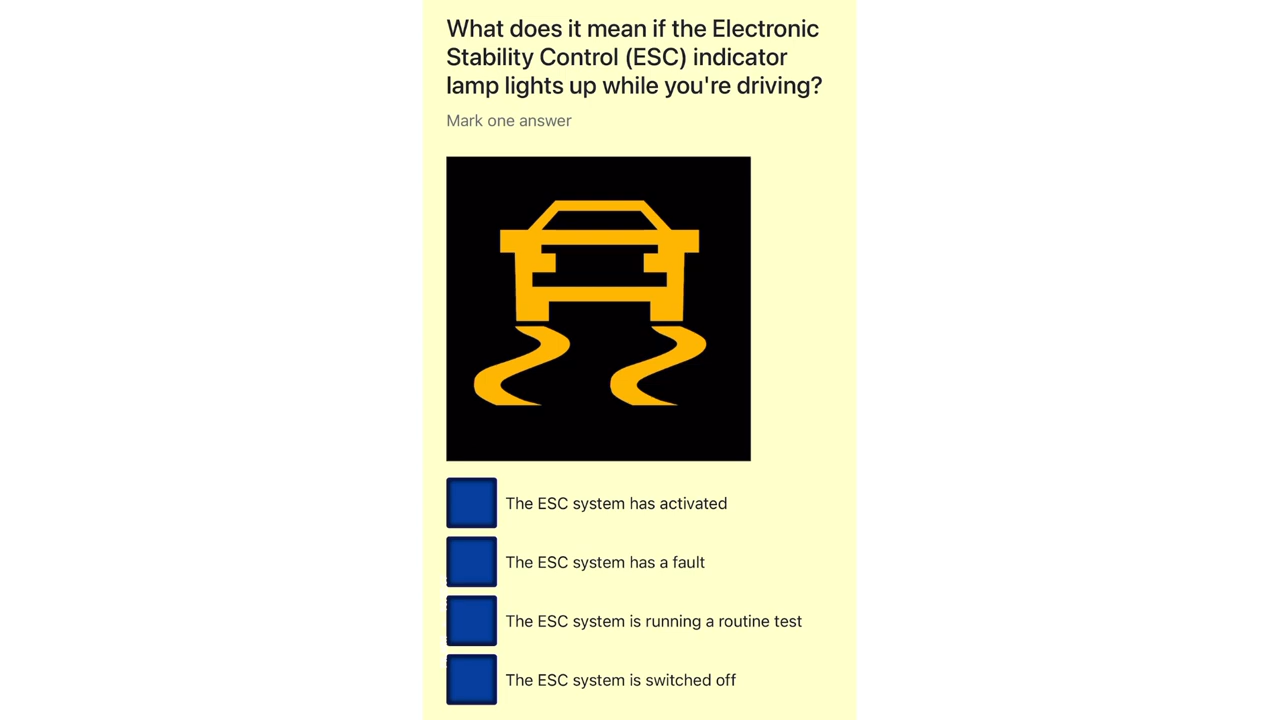 What does it mean if the Electronic
Stability Control (ESC) indicator
lamp lights up while you're driving?
Mark one answer
The ESC system has activated
The ESC system has a fault
The ESC system is running a routine test
The ESC system is switched off